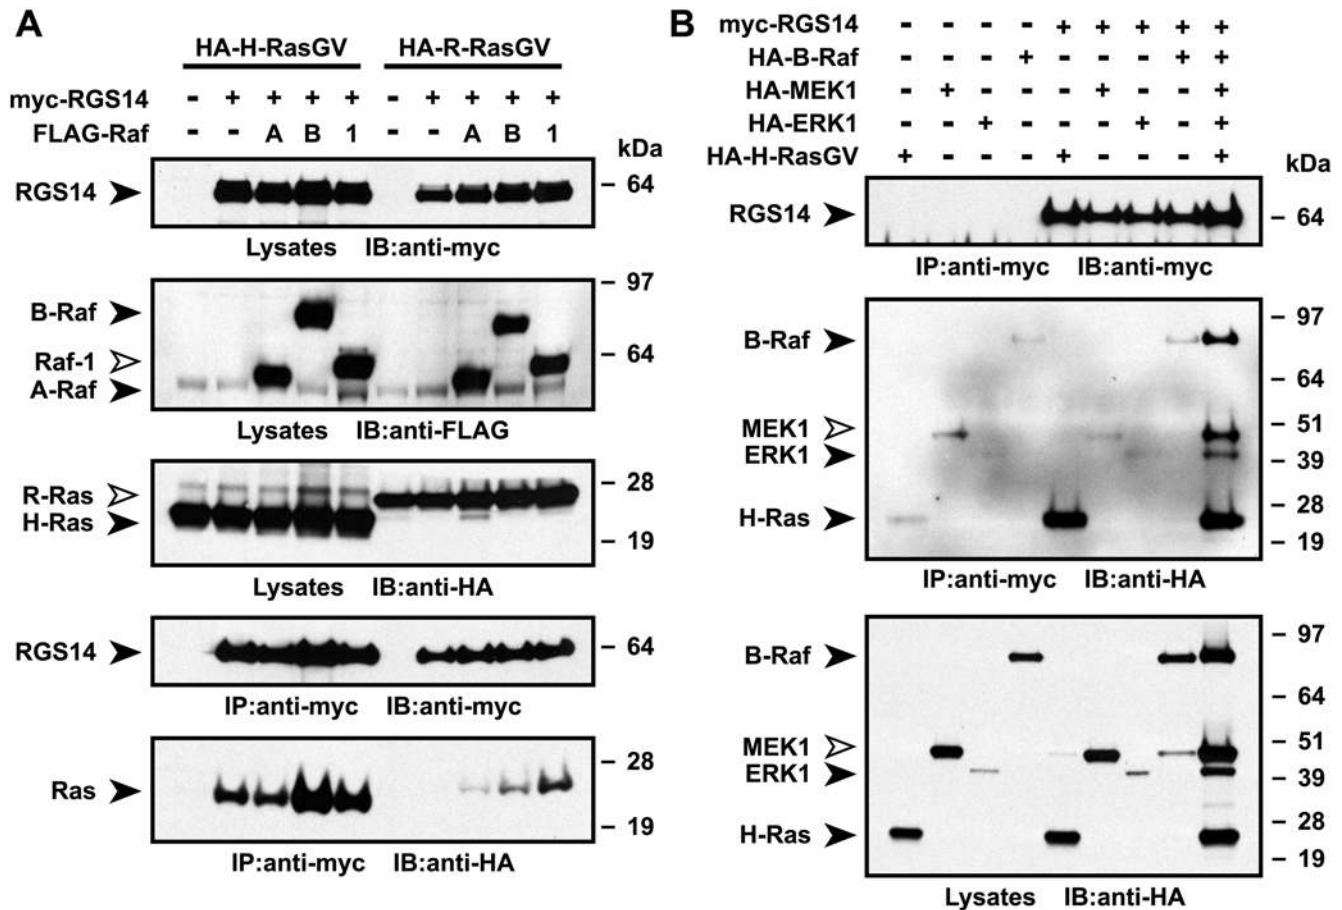 A
HA-H-RasGV HA-R-RasGV
myc-RGS14 - + + + + - + + + +
FLAG-Raf - - A B 1 - - A B 1
kDa
RGS14 – 64
Lysates IB:anti-myc
– 97
B-Raf
Raf-1 – 64
A-Raf
Lysates IB:anti-FLAG
R-Ras – 28
H-Ras
– 19
Lysates IB:anti-HA
RGS14 – 64
IP:anti-myc IB:anti-myc
– 28
Ras
– 19
IP:anti-myc IB:anti-HA
B
myc-RGS14 - - - - + + + + +
HA-B-Raf - - - + - - - + +
HA-MEK1 - + - - - + - - +
HA-ERK1 - - + - - - + - +
HA-H-RasGV + - - - + - - - +
kDa
RGS14 – 64
IP:anti-myc IB:anti-myc
– 97
B-Raf
– 64
MEK1 – 51
ERK1 – 39
H-Ras – 28
– 19
IP:anti-myc IB:anti-HA
– 97
B-Raf
– 64
MEK1 – 51
ERK1 – 39
– 28
H-Ras
– 19
Lysates IB:anti-HA